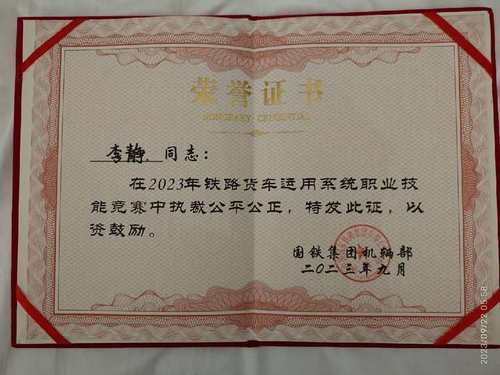 荣誉证书
HONORARY CREDENTIAL
李静 同志：
在2023年铁路货车运用系统职业技
能竞赛中执裁公平公正，特发此证，以
资鼓励。
国铁集团机辆部
二〇二三年九月
2023/09/22 05:58